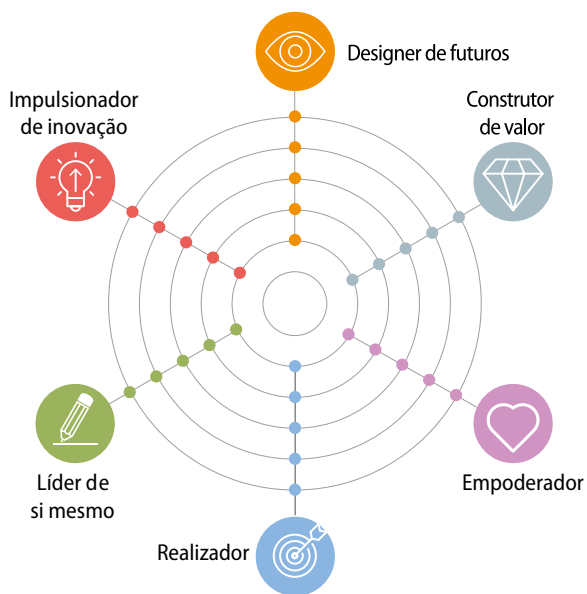 Designer de futuros
Impulsionador
de inovação
Construtor
de valor
Líder de
si mesmo
Empoderador
Realizador